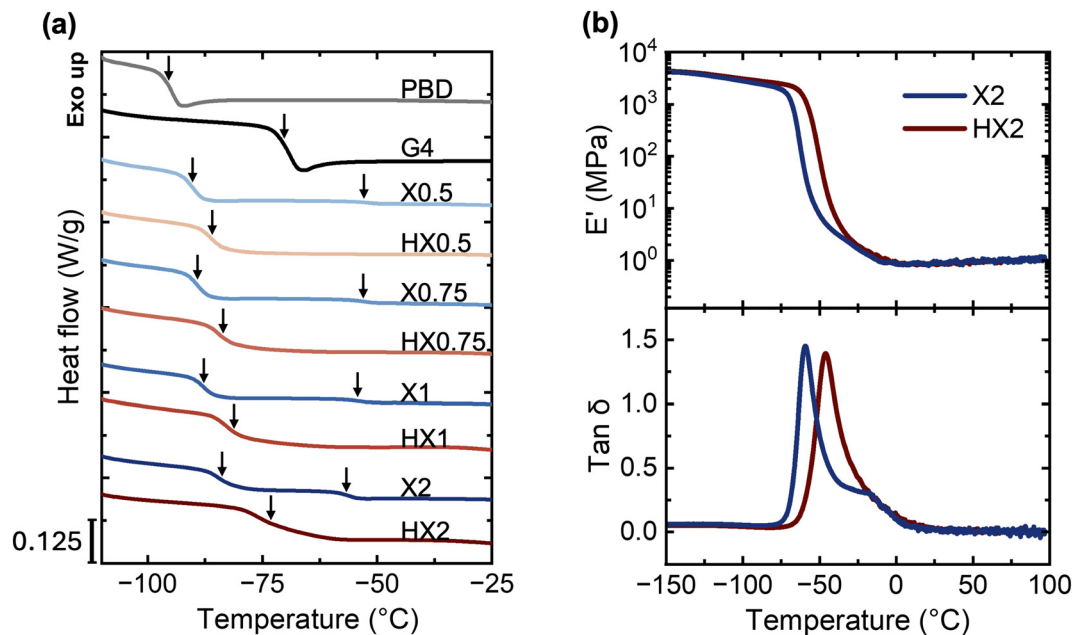 (a)
Exo up
Heat flow (W/g)
PBD
G4
X0.5
HX0.5
X0.75
HX0.75
X1
HX1
X2
HX2
0.125
−100 −75 −50 −25
Temperature (°C)
(b)
E' (MPa)
10⁴
10³
10²
10¹
10⁰
X2
HX2
Tan δ
1.5
1.0
0.5
0.0
−150 −100 −50 0 50 100
Temperature (°C)